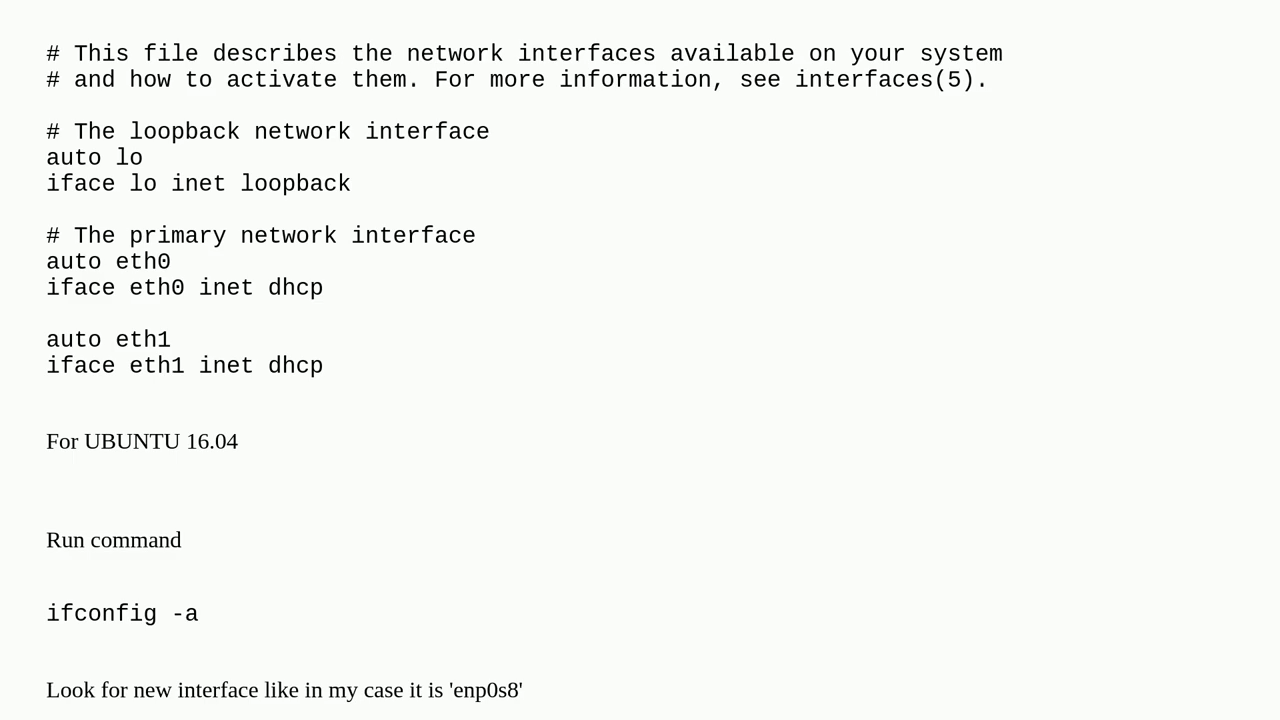 # This file describes the network interfaces available on your system
# and how to activate them. For more information, see interfaces(5).
# The loopback network interface
auto lo
iface lo inet loopback
# The primary network interface
auto eth0
iface eth0 inet dhcp
auto eth1
iface eth1 inet dhcp
For UBUNTU 16.04
Run command
ifconfig -a
Look for new interface like in my case it is 'enp0s8'